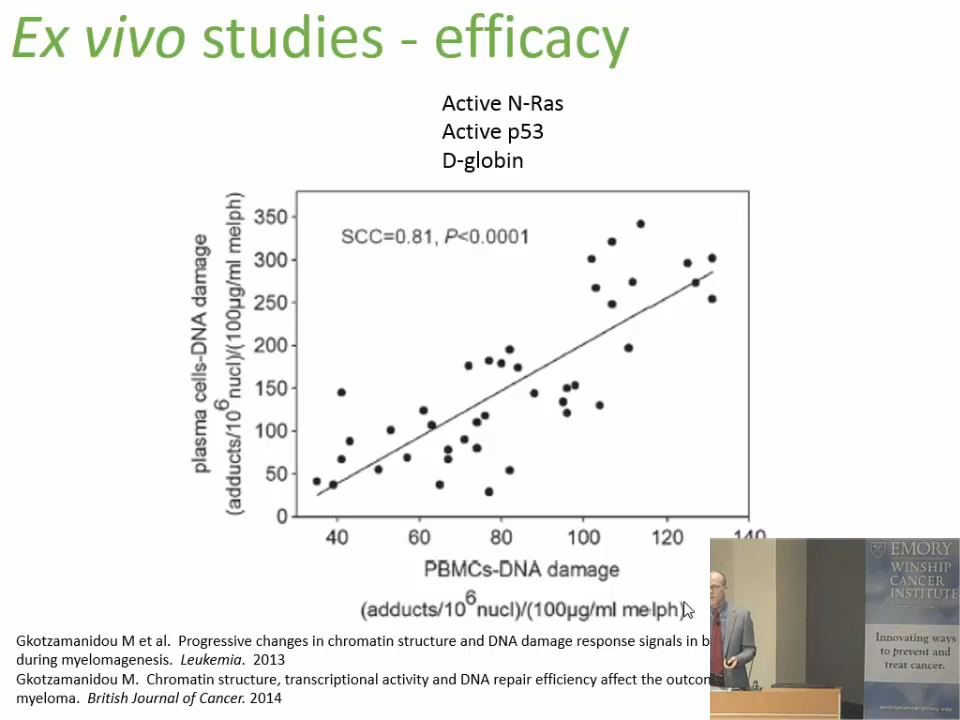 Ex vivo studies - efficacy
Active N-Ras
Active p53
D-globin
SCC=0.81, P<0.0001
plasma cells-DNA damage
(adducts/10⁶nucl)/(100µg/ml melph)
350
300
250
200
150
100
50
0
40
60
80
100
120
140
PBMCs-DNA damage
(adducts/10⁶nucl)/(100µg/ml melph)
Gkotzamanidou M et al. Progressive changes in chromatin structure and DNA damage response signals in b
during myelomagenesis. Leukemia. 2013
Gkotzamanidou M. Chromatin structure, transcriptional activity and DNA repair efficiency affect the outcom
myeloma. British Journal of Cancer. 2014
EMORY
WINSHIP
CANCER
INSTITUTE
Innovating ways
to prevent and
treat cancer.